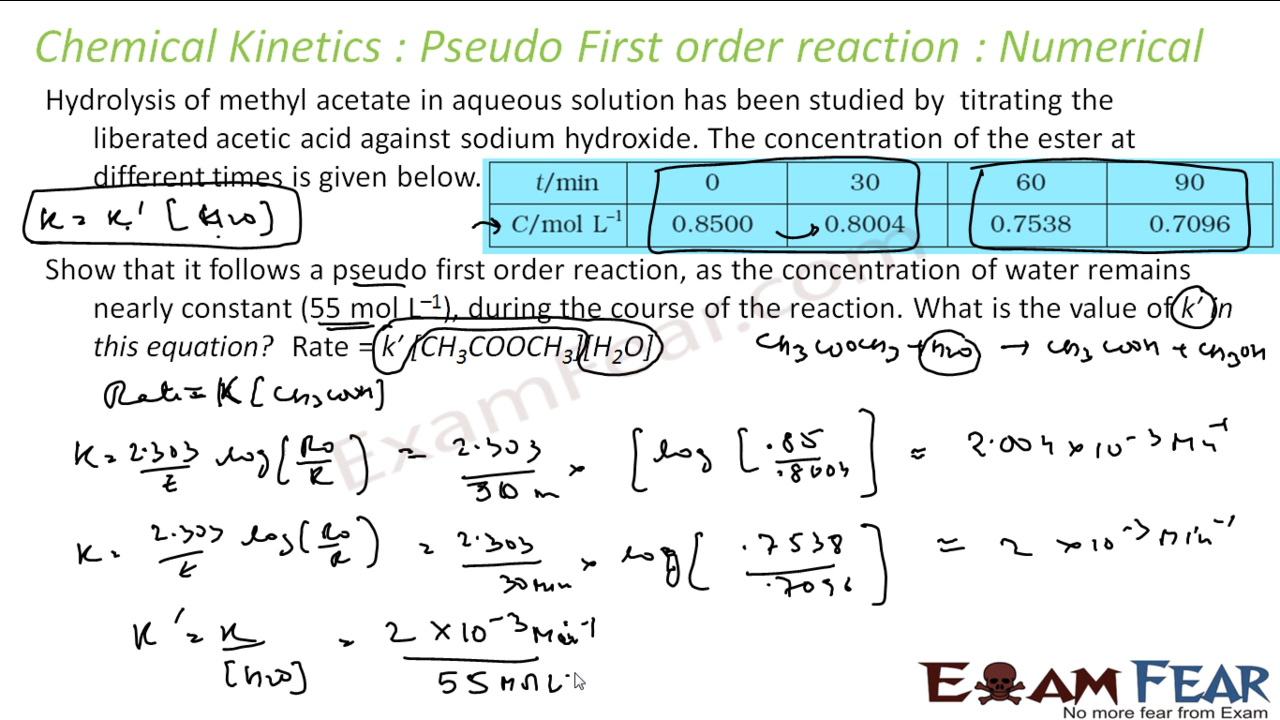 Chemical Kinetics : Pseudo First order reaction : Numerical
Hydrolysis of methyl acetate in aqueous solution has been studied by titrating the
liberated acetic acid against sodium hydroxide. The concentration of the ester at
different times is given below.
t/min 0 30 60 90
C/mol L⁻¹ 0.8500 0.8004 0.7538 0.7096
K = K' [H2O]
Show that it follows a pseudo first order reaction, as the concentration of water remains
nearly constant (55 mol L⁻¹), during the course of the reaction. What is the value of k′ in
this equation? Rate = k′[CH₃COOCH₃][H₂O]
CH3COOCH3 + H2O → CH3COOH + CH3OH
Rate = K [CH3COOH]
K = 2.303/t log(R0/R) = 2.303/30 m × [log [.85/.8004] = 2.004 × 10⁻³ Min⁻¹
K = 2.303/t log(R0/R) = 2.303/30 min × log[.7538/.7096] = 2 × 10⁻³ Min⁻¹
K' = K/[H2O] = 2 × 10⁻³ Min⁻¹/55 mol L⁻
ExamFear.com
EXAM FEAR
No more fear from Exam